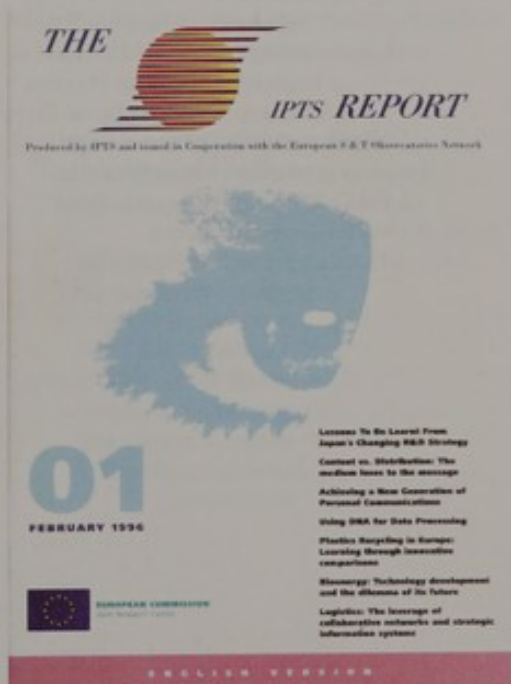 THE
IPTS REPORT
Produced by IPTS and issued in Cooperation with the European S & T Observatories Network
Lessons To Be Learnt From
Japan's Changing R&D Strategy
Content vs. Distribution: The
medium loses to the message
Achieving a New Generation of
Personal Communications
Using DNA for Data Processing
Plastics Recycling in Europe:
Learning through innovative
comparisons
Bioenergy: Technology development
and the dilemma of its future
Logistics: The leverage of
collaborative networks and strategic
information systems
01
FEBRUARY 1996
EUROPEAN COMMISSION
Joint Research Centre
ENGLISH VERSION